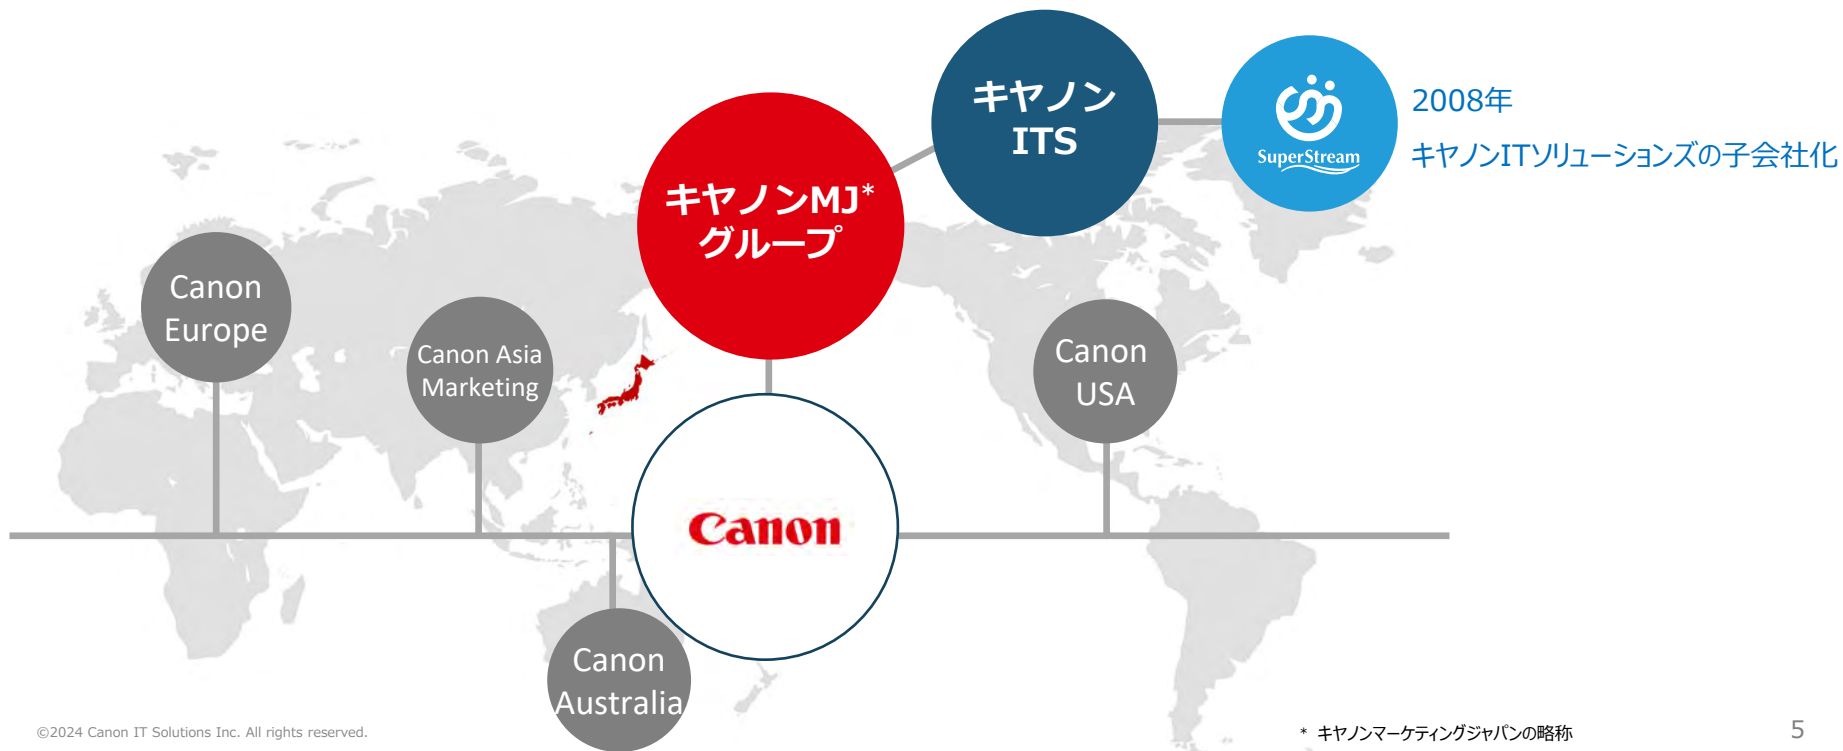 キヤノン
ITS
SuperStream
2008年
キヤノンITソリューションズの子会社化
キヤノンMJ*
グループ
Canon
Europe
Canon Asia
Marketing
Canon
USA
Canon
Canon
Australia
©2024 Canon IT Solutions Inc. All rights reserved.
* キヤノンマーケティングジャパンの略称
5